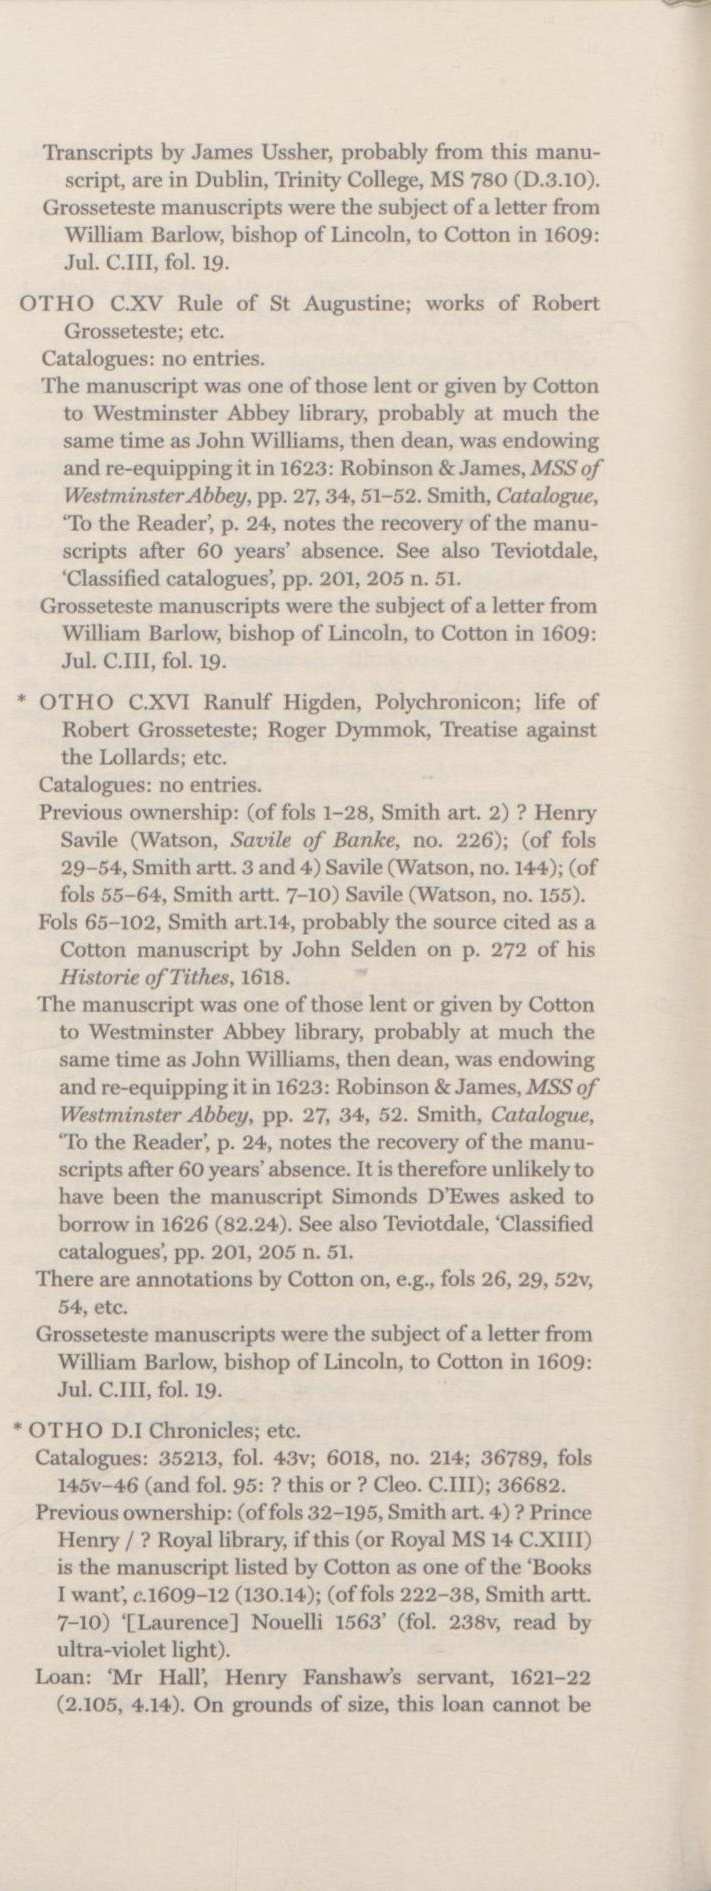 Transcripts by James Ussher, probably from this manu-
script, are in Dublin, Trinity College, MS 780 (D.3.10).
Grosseteste manuscripts were the subject of a letter from
William Barlow, bishop of Lincoln, to Cotton in 1609:
Jul. C.III, fol. 19.
OTHO C.XV Rule of St Augustine; works of Robert
Grosseteste; etc.
Catalogues: no entries.
The manuscript was one of those lent or given by Cotton
to Westminster Abbey library, probably at much the
same time as John Williams, then dean, was endowing
and re-equipping it in 1623: Robinson & James, MSS of
Westminster Abbey, pp. 27, 34, 51–52. Smith, Catalogue,
‘To the Reader’, p. 24, notes the recovery of the manu-
scripts after 60 years’ absence. See also Teviotdale,
‘Classified catalogues’, pp. 201, 205 n. 51.
Grosseteste manuscripts were the subject of a letter from
William Barlow, bishop of Lincoln, to Cotton in 1609:
Jul. C.III, fol. 19.
* OTHO C.XVI Ranulf Higden, Polychronicon; life of
Robert Grosseteste; Roger Dymmok, Treatise against
the Lollards; etc.
Catalogues: no entries.
Previous ownership: (of fols 1–28, Smith art. 2) ? Henry
Savile (Watson, Savile of Banke, no. 226); (of fols
29–54, Smith artt. 3 and 4) Savile (Watson, no. 144); (of
fols 55–64, Smith artt. 7–10) Savile (Watson, no. 155).
Fols 65–102, Smith art.14, probably the source cited as a
Cotton manuscript by John Selden on p. 272 of his
Historie of Tithes, 1618.
The manuscript was one of those lent or given by Cotton
to Westminster Abbey library, probably at much the
same time as John Williams, then dean, was endowing
and re-equipping it in 1623: Robinson & James, MSS of
Westminster Abbey, pp. 27, 34, 52. Smith, Catalogue,
‘To the Reader’, p. 24, notes the recovery of the manu-
scripts after 60 years’ absence. It is therefore unlikely to
have been the manuscript Simonds D’Ewes asked to
borrow in 1626 (82.24). See also Teviotdale, ‘Classified
catalogues’, pp. 201, 205 n. 51.
There are annotations by Cotton on, e.g., fols 26, 29, 52v,
54, etc.
Grosseteste manuscripts were the subject of a letter from
William Barlow, bishop of Lincoln, to Cotton in 1609:
Jul. C.III, fol. 19.
* OTHO D.I Chronicles; etc.
Catalogues: 35213, fol. 43v; 6018, no. 214; 36789, fols
145v–46 (and fol. 95: ? this or ? Cleo. C.III); 36682.
Previous ownership: (of fols 32–195, Smith art. 4) ? Prince
Henry / ? Royal library, if this (or Royal MS 14 C.XIII)
is the manuscript listed by Cotton as one of the ‘Books
I want’, c.1609–12 (130.14); (of fols 222–38, Smith artt.
7–10) ‘[Laurence] Nouelli 1563’ (fol. 238v, read by
ultra-violet light).
Loan: ‘Mr Hall’, Henry Fanshaw’s servant, 1621–22
(2.105, 4.14). On grounds of size, this loan cannot be